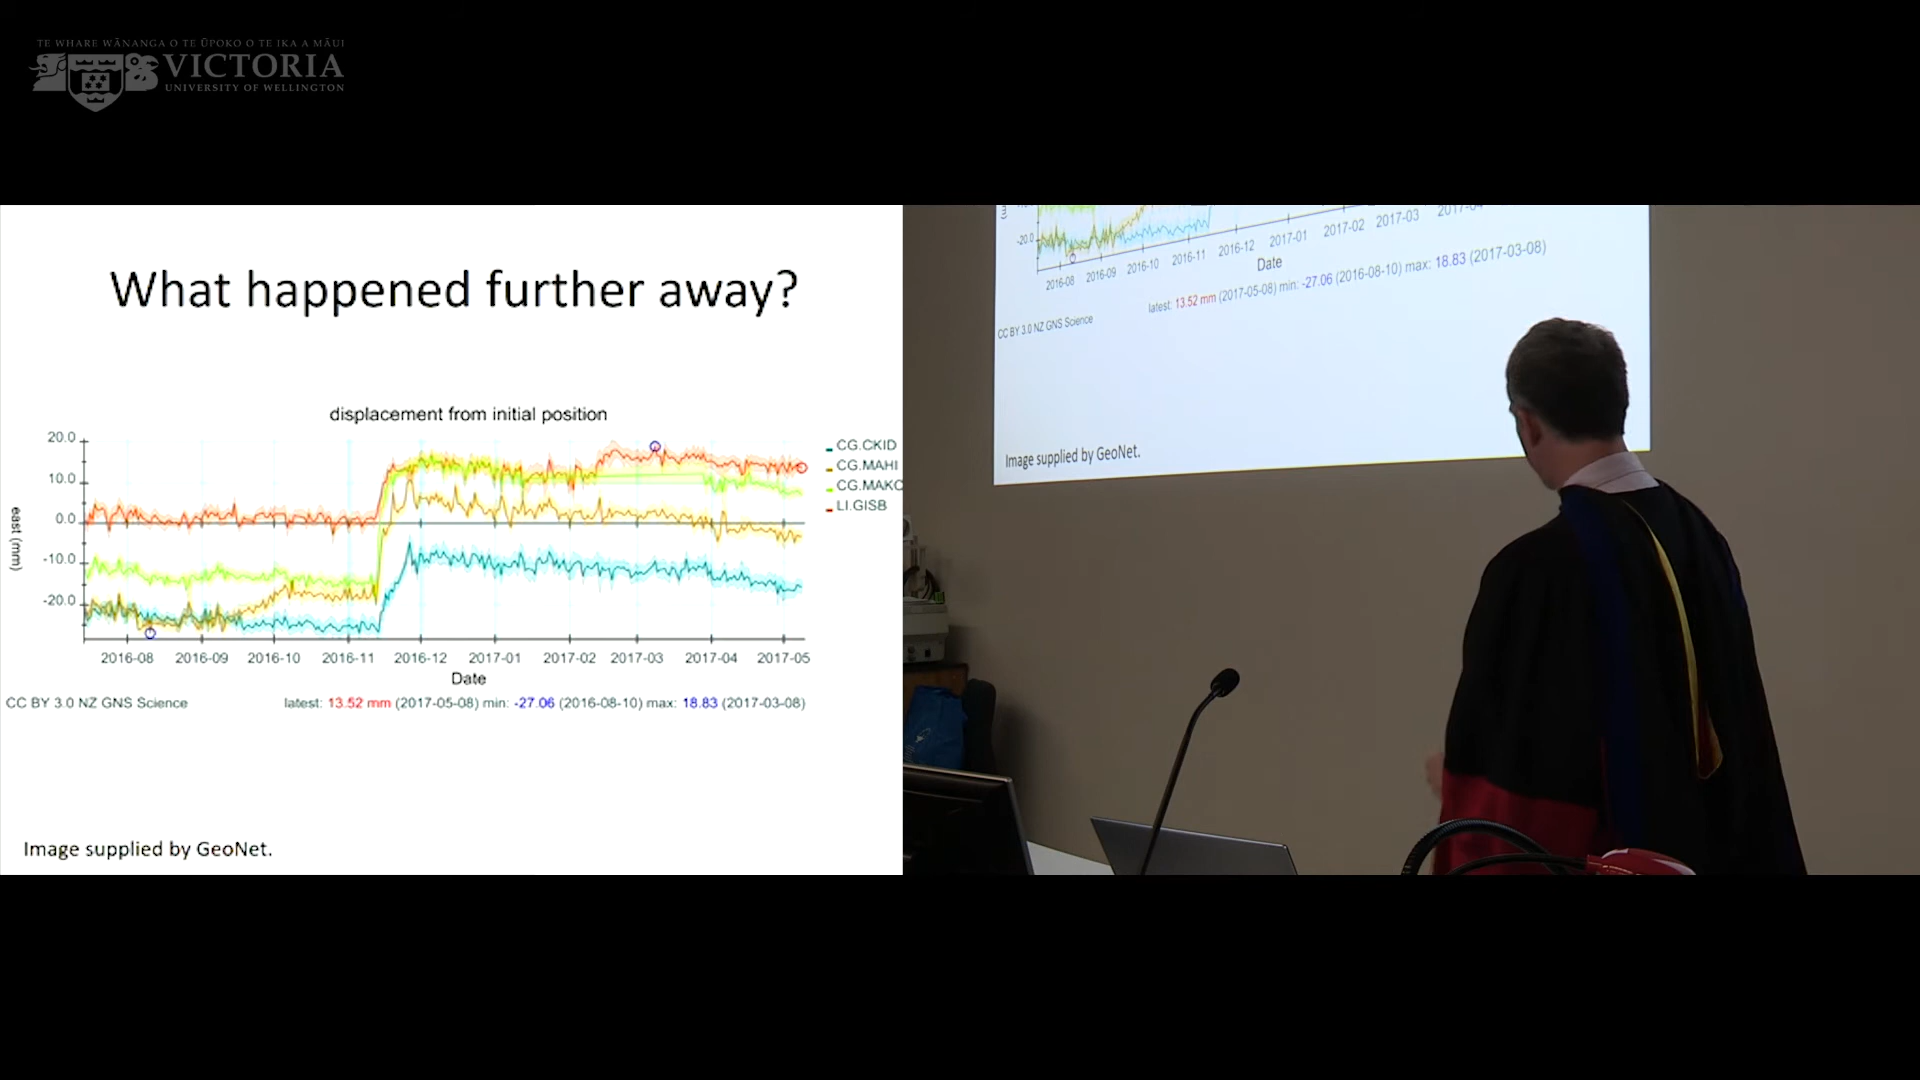 TE WHARE WĀNANGA O TE ŪPOKO O TE IKA A MĀUI
VICTORIA
UNIVERSITY OF WELLINGTON
What happened further away?
displacement from initial position
20.0
10.0
0.0
-10.0
-20.0
east (mm)
CG.CKID
CG.MAHI
CG.MAKO
LI.GISB
2016-08 2016-09 2016-10 2016-11 2016-12 2017-01 2017-02 2017-03 2017-04 2017-05
Date
CC BY 3.0 NZ GNS Science latest: 13.52 mm (2017-05-08) min: -27.06 (2016-08-10) max: 18.83 (2017-03-08)
Image supplied by GeoNet.
-20.0
2016-08 2016-09 2016-10 2016-11 2016-12 2017-01 2017-02 2017-03 2017-04
Date
latest: 13.52 mm (2017-05-08) min: -27.06 (2016-08-10) max: 18.83 (2017-03-08)
CC BY 3.0 NZ GNS Science
Image supplied by GeoNet.